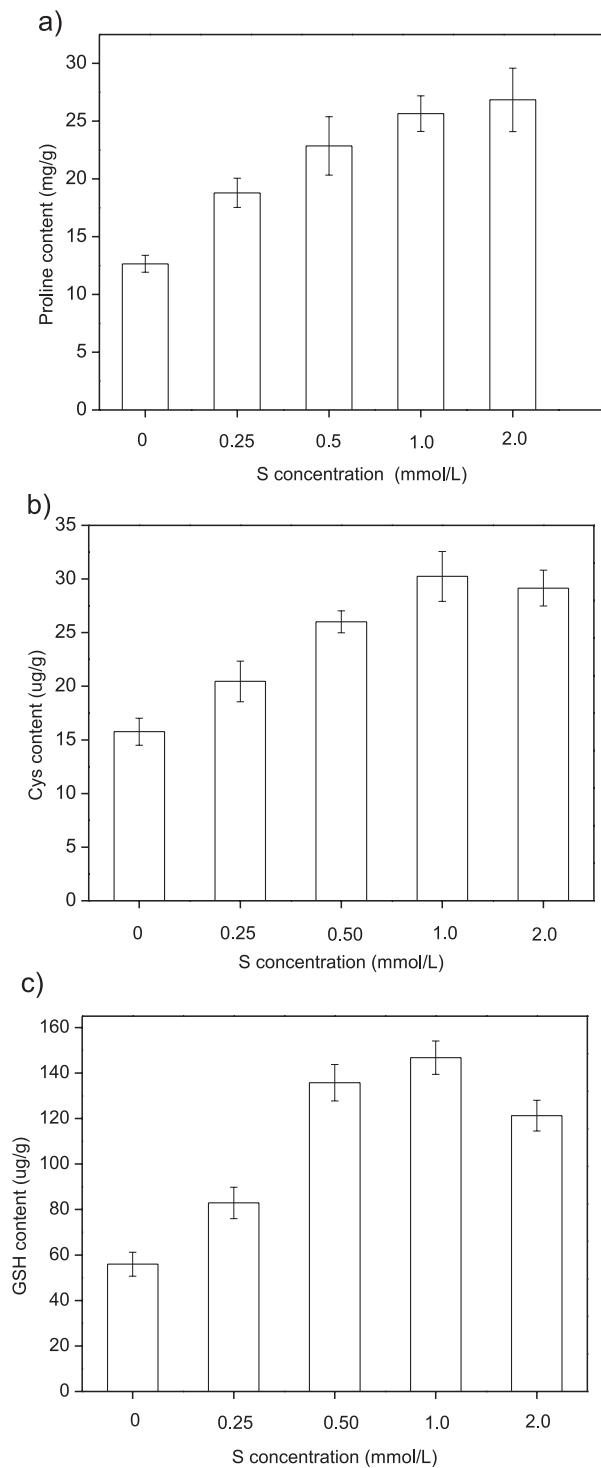 a)
30
25
20
15
10
5
0
Proline content (mg/g)
0 0.25 0.5 1.0 2.0
S concentration (mmol/L)
b)
35
30
25
20
15
10
5
0
Cys content (ug/g)
0 0.25 0.50 1.0 2.0
S concentration (mmol/L)
c)
160
140
120
100
80
60
40
20
0
GSH content (ug/g)
0 0.25 0.50 1.0 2.0
S concentration (mmol/L)